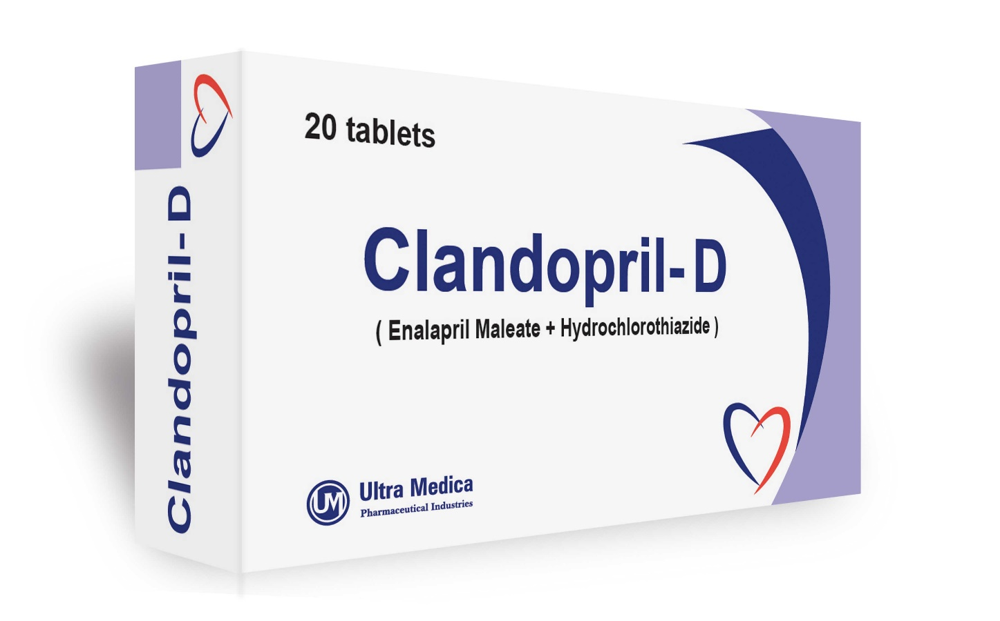 20 tablets
Clandopril-D
( Enalapril Maleate + Hydrochlorothiazide )
UM
Ultra Medica
Pharmaceutical Industries
Clandopril-D